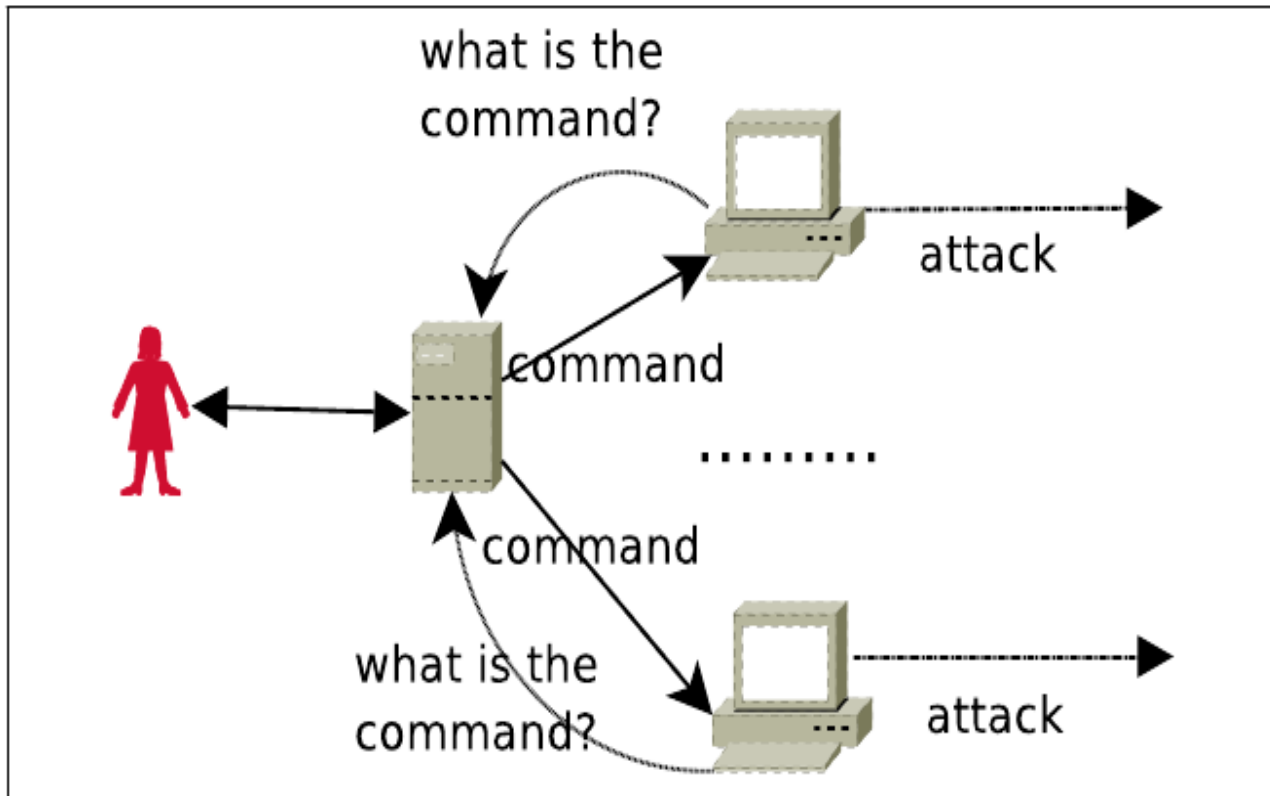 what is the
command?
attack
command
command
what is the
command?
attack